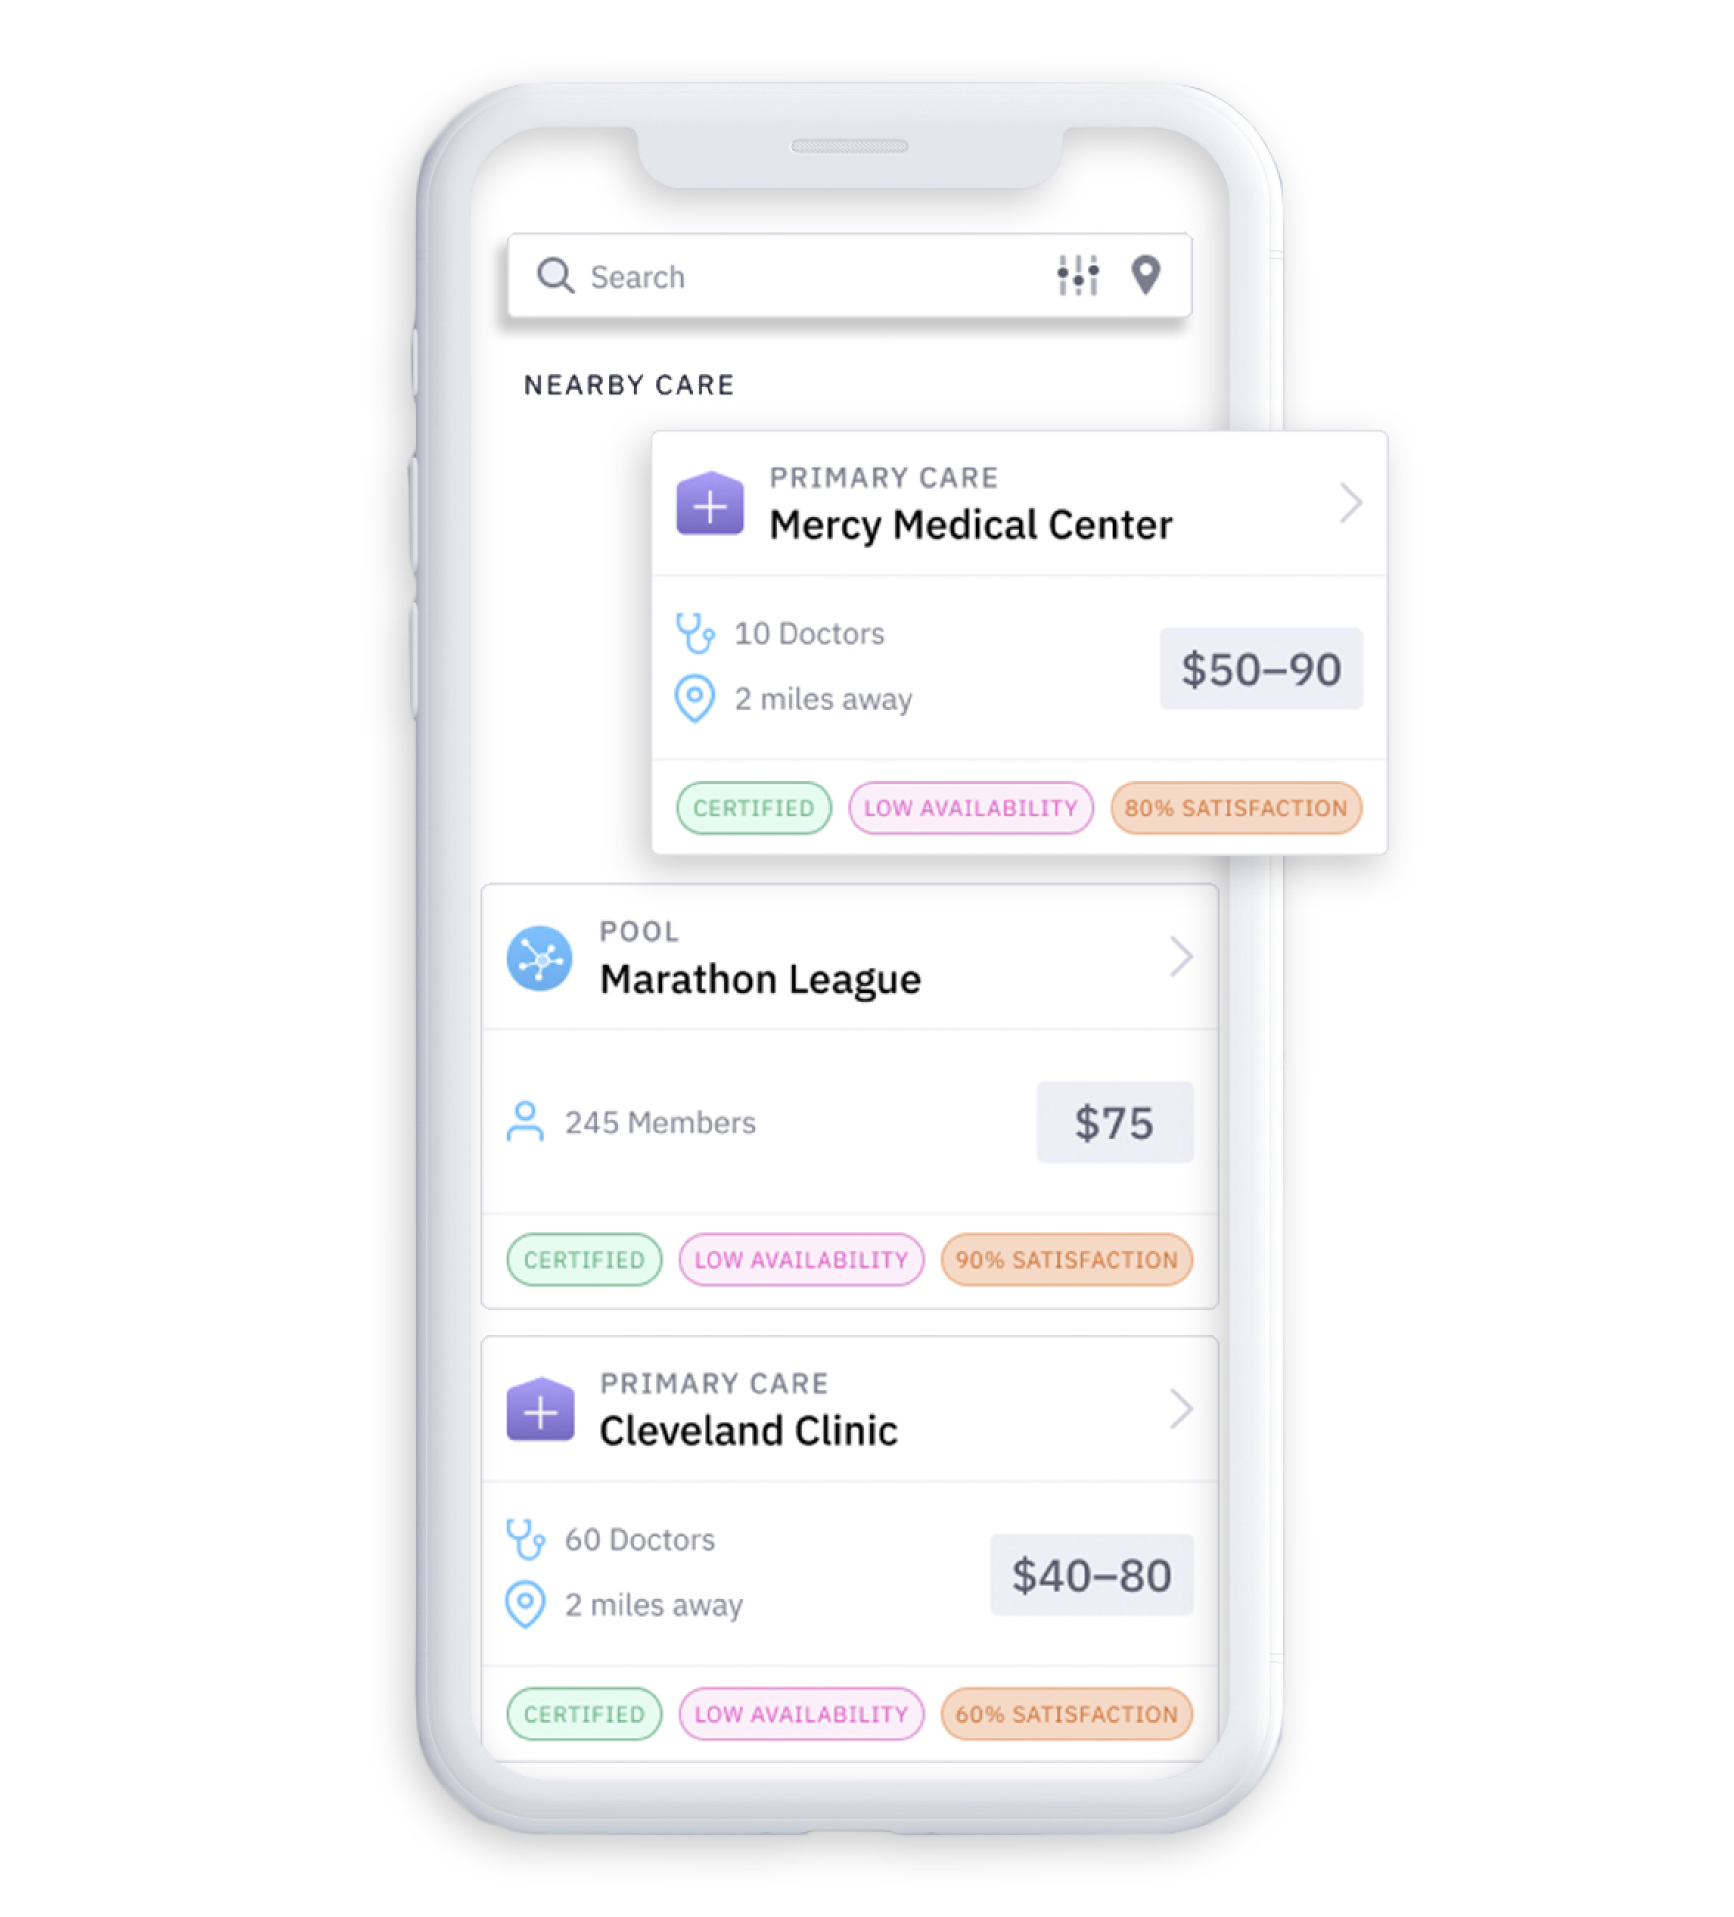 Search
NEARBY CARE
PRIMARY CARE
Mercy Medical Center
10 Doctors
2 miles away
$50–90
CERTIFIED LOW AVAILABILITY 80% SATISFACTION
POOL
Marathon League
245 Members
$75
CERTIFIED LOW AVAILABILITY 90% SATISFACTION
PRIMARY CARE
Cleveland Clinic
60 Doctors
2 miles away
$40–80
CERTIFIED LOW AVAILABILITY 60% SATISFACTION